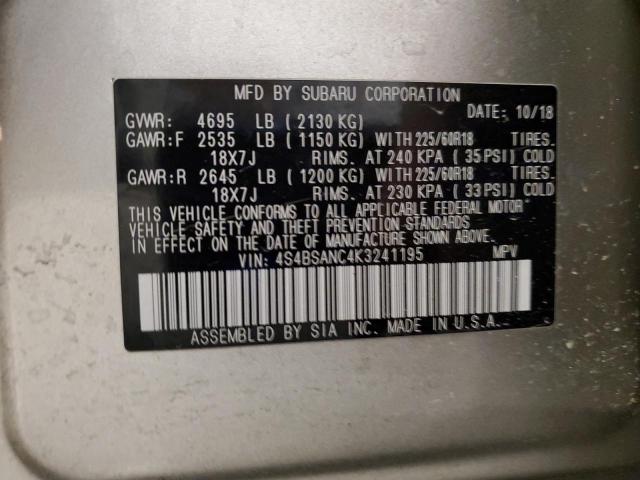 MFD BY SUBARU CORPORATION
DATE: 10/18
GVWR: 4695 LB ( 2130 KG)
GAWR:F 2535 LB ( 1150 KG) WITH 225/60R18 TIRES.
18X7J RIMS. AT 240 KPA ( 35 PSI) COLD
GAWR:R 2645 LB ( 1200 KG) WITH 225/60R18 TIRES.
18X7J RIMS. AT 230 KPA ( 33 PSI) COLD
THIS VEHICLE CONFORMS TO ALL APPLICABLE FEDERAL MOTOR
VEHICLE SAFETY AND THEFT PREVENTION STANDARDS
IN EFFECT ON THE DATE OF MANUFACTURE SHOWN ABOVE.
VIN: 4S4BSANC4K3241195 MPV
ASSEMBLED BY SIA INC. MADE IN U.S.A.